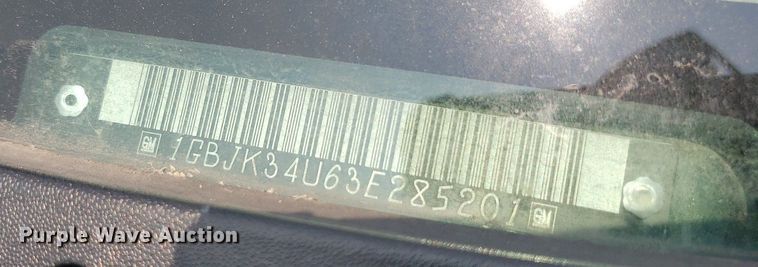 GM 1GBJK34U63E285201 GM
Purple Wave Auction